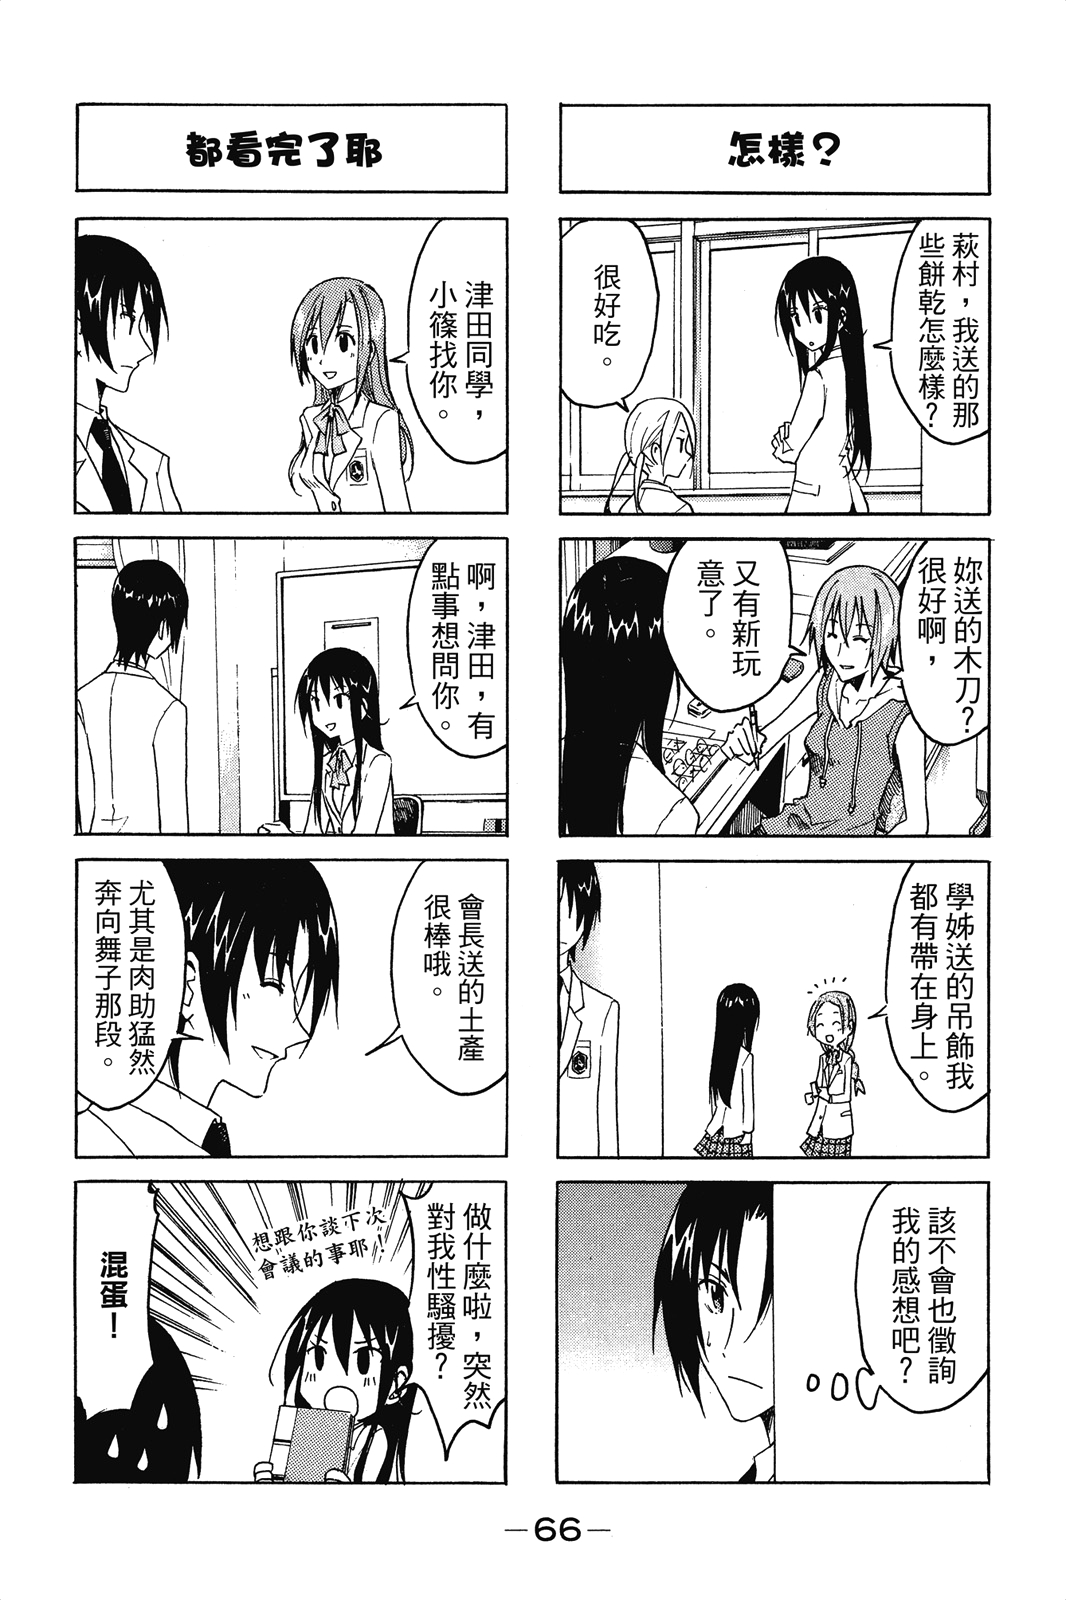 怎樣？
萩村，我送的那
些餅乾怎麼樣？
很好吃。
妳送的木刀？
很好啊，
又有新玩
意了。
學姊送的吊飾我
都有帶在身上。
該不會也徵詢
我的感想吧？
都看完了耶
津田同學，
小篠找你。
啊，津田，有
點事想問你。
會長送的土產
很棒哦。
尤其是肉助猛然
奔向舞子那段。
做什麼啦，突然
對我性騷擾？
想跟你談下次
會議的事耶！
混蛋！
—66—